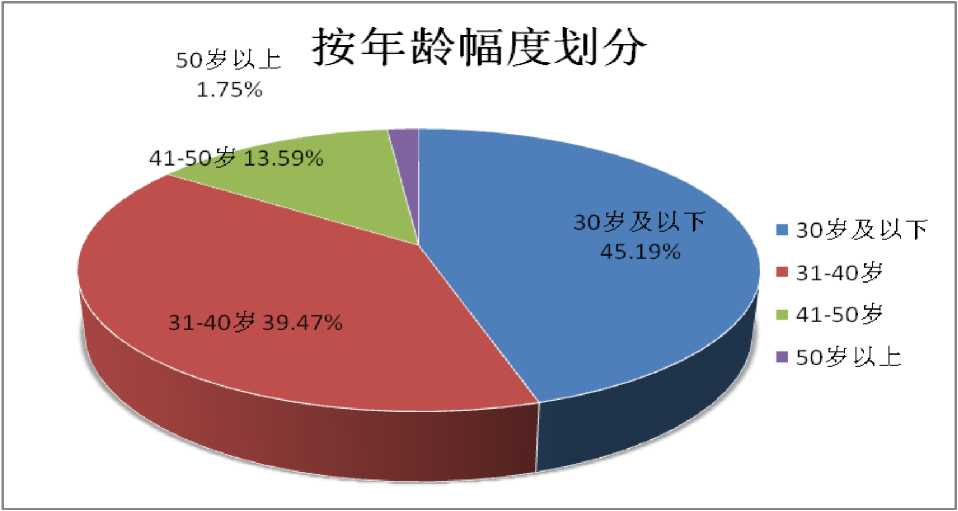 按年龄幅度划分
50岁以上
1.75%
41-50岁 13.59%
30岁及以下
45.19%
31-40岁 39.47%
30岁及以下
31-40岁
41-50岁
50岁以上